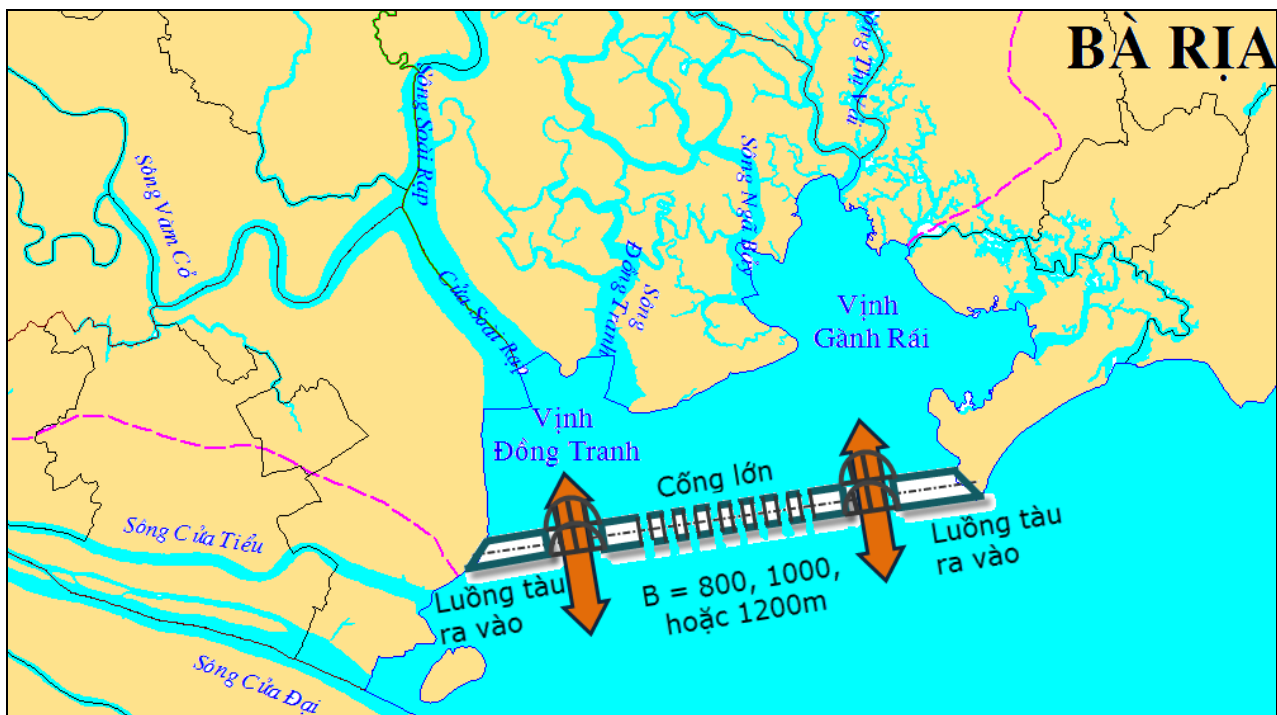 BÀ RỊA
Sông Thị Vải
Sông Soài Rạp
Sông Ngã Bảy
Sông Vàm Cỏ
Cửa Soài Rạp
Sông
Đồng Tranh
Vịnh
Gành Rái
Vịnh
Đồng Tranh
Cống lớn
Luồng tàu
ra vào
Luồng tàu
ra vào
B = 800, 1000,
hoặc 1200m
Sông Cửa Tiểu
Sông Cửa Đại